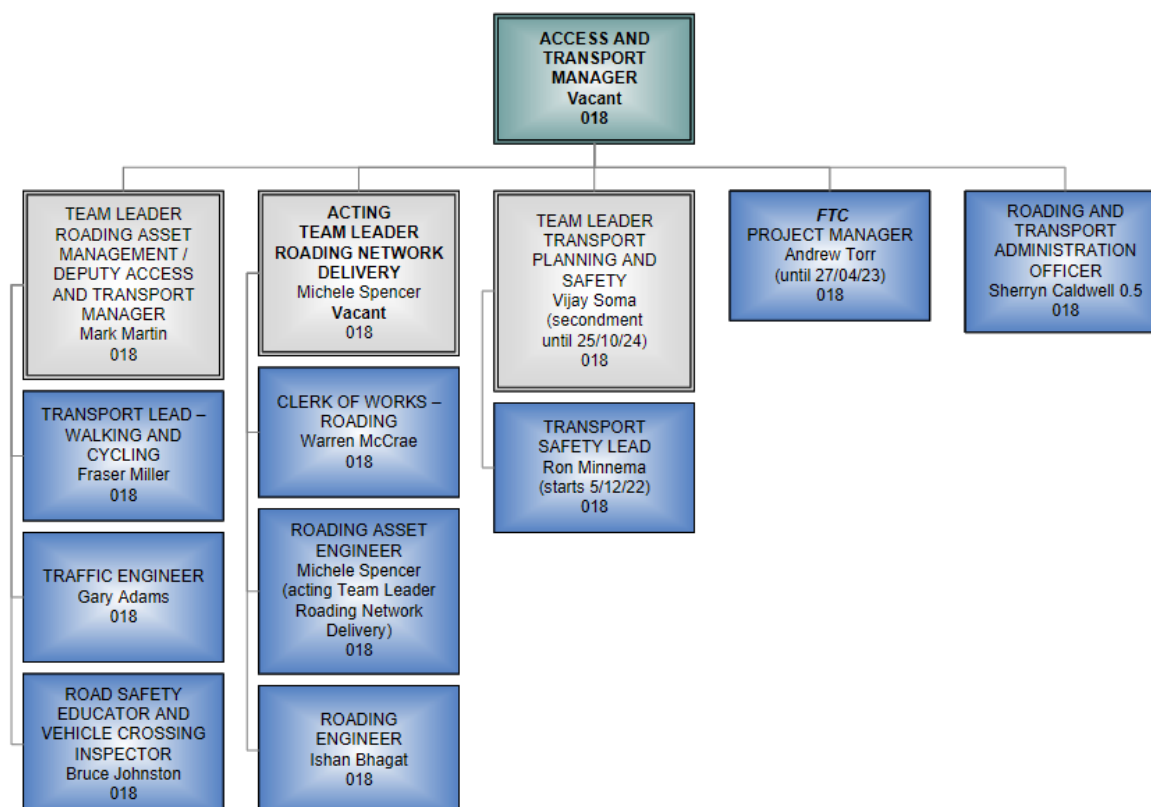 ACCESS AND
TRANSPORT
MANAGER
Vacant
018
TEAM LEADER
ROADING ASSET
MANAGEMENT /
DEPUTY ACCESS
AND TRANSPORT
MANAGER
Mark Martin
018
TRANSPORT LEAD –
WALKING AND
CYCLING
Fraser Miller
018
TRAFFIC ENGINEER
Gary Adams
018
ROAD SAFETY
EDUCATOR AND
VEHICLE CROSSING
INSPECTOR
Bruce Johnston
018
ACTING
TEAM LEADER
ROADING NETWORK
DELIVERY
Michele Spencer
Vacant
018
CLERK OF WORKS –
ROADING
Warren McCrae
018
ROADING ASSET
ENGINEER
Michele Spencer
(acting Team Leader
Roading Network
Delivery)
018
ROADING
ENGINEER
Ishan Bhagat
018
TEAM LEADER
TRANSPORT
PLANNING AND
SAFETY
Vijay Soma
(secondment
until 25/10/24)
018
TRANSPORT
SAFETY LEAD
Ron Minnema
(starts 5/12/22)
018
FTC
PROJECT MANAGER
Andrew Torr
(until 27/04/23)
018
ROADING AND
TRANSPORT
ADMINISTRATION
OFFICER
Sherryn Caldwell 0.5
018